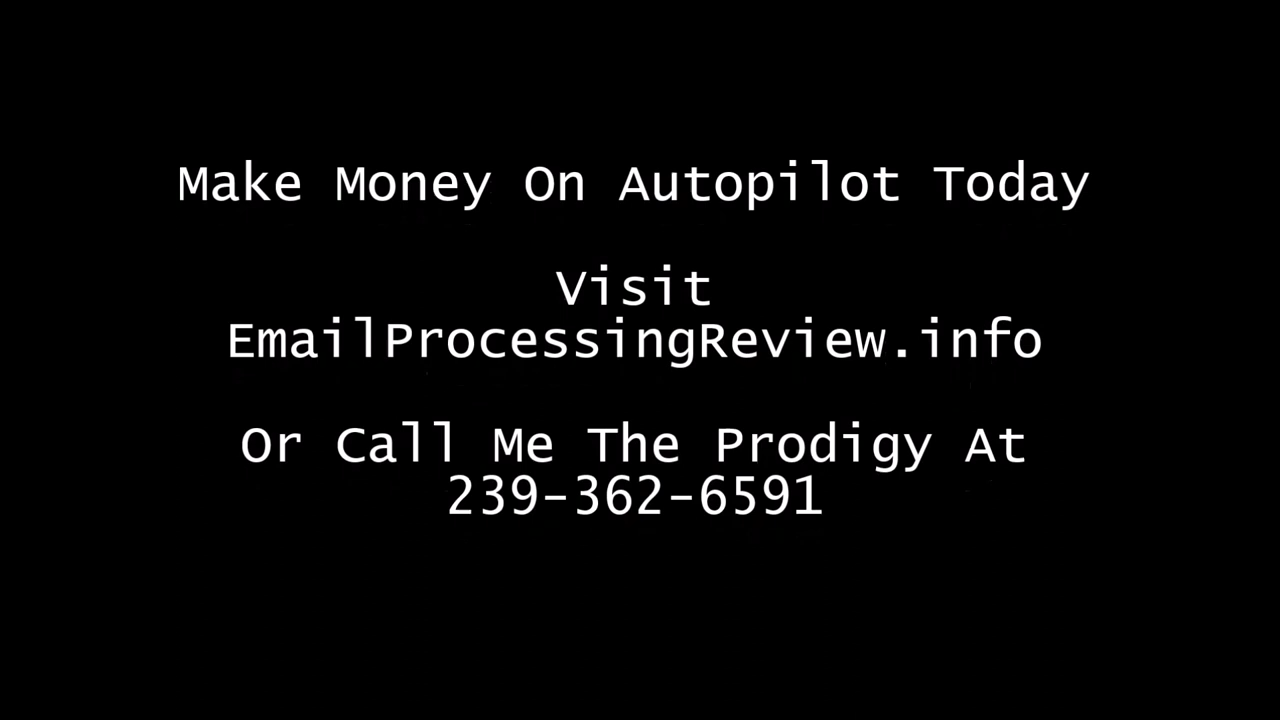 Make Money On Autopilot Today
Visit
EmailProcessingReview.info
Or Call Me The Prodigy At
239-362-6591